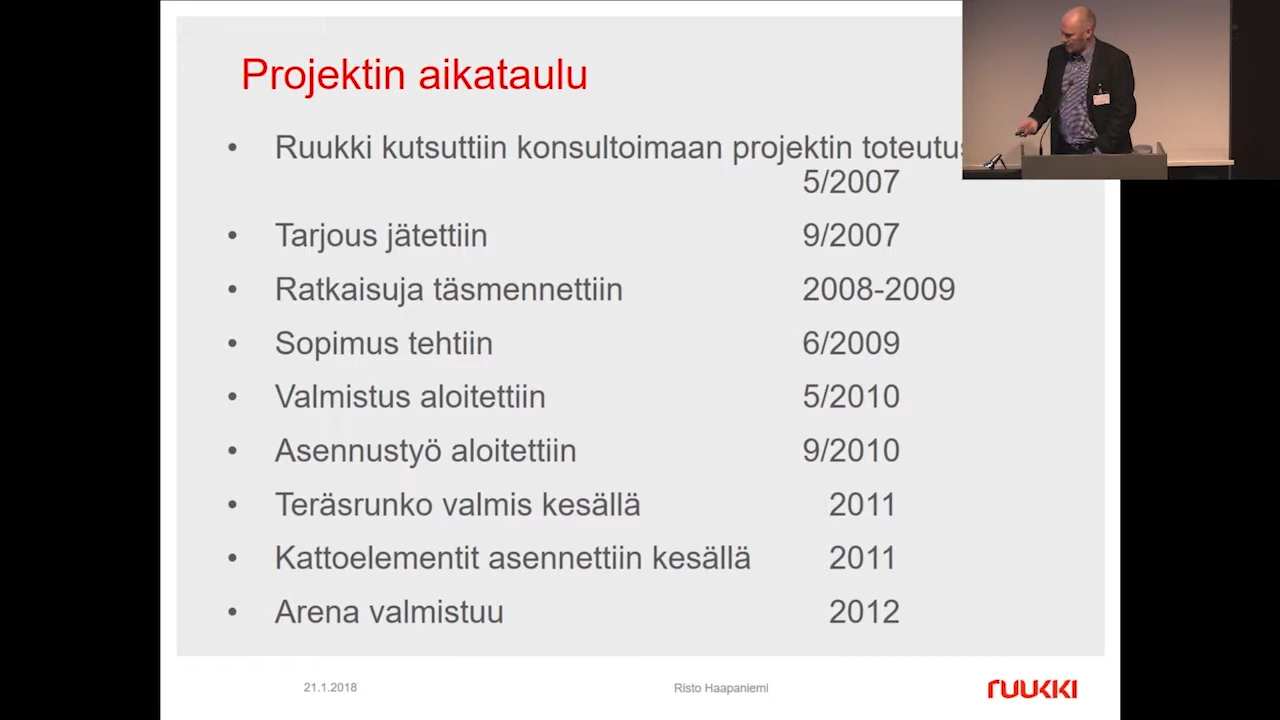 Projektin aikataulu
• Ruukki kutsuttiin konsultoimaan projektin
5/2007
• Tarjous jätettiin 9/2007
• Ratkaisuja täsmennettiin 2008-2009
• Sopimus tehtiin 6/2009
• Valmistus aloitettiin 5/2010
• Asennustyö aloitettiin 9/2010
• Teräsrunko valmis kesällä 2011
• Kattoelementit asennettiin kesällä 2011
• Arena valmistuu 2012
21.1.2018 Risto Haapaniemi RUUKKI